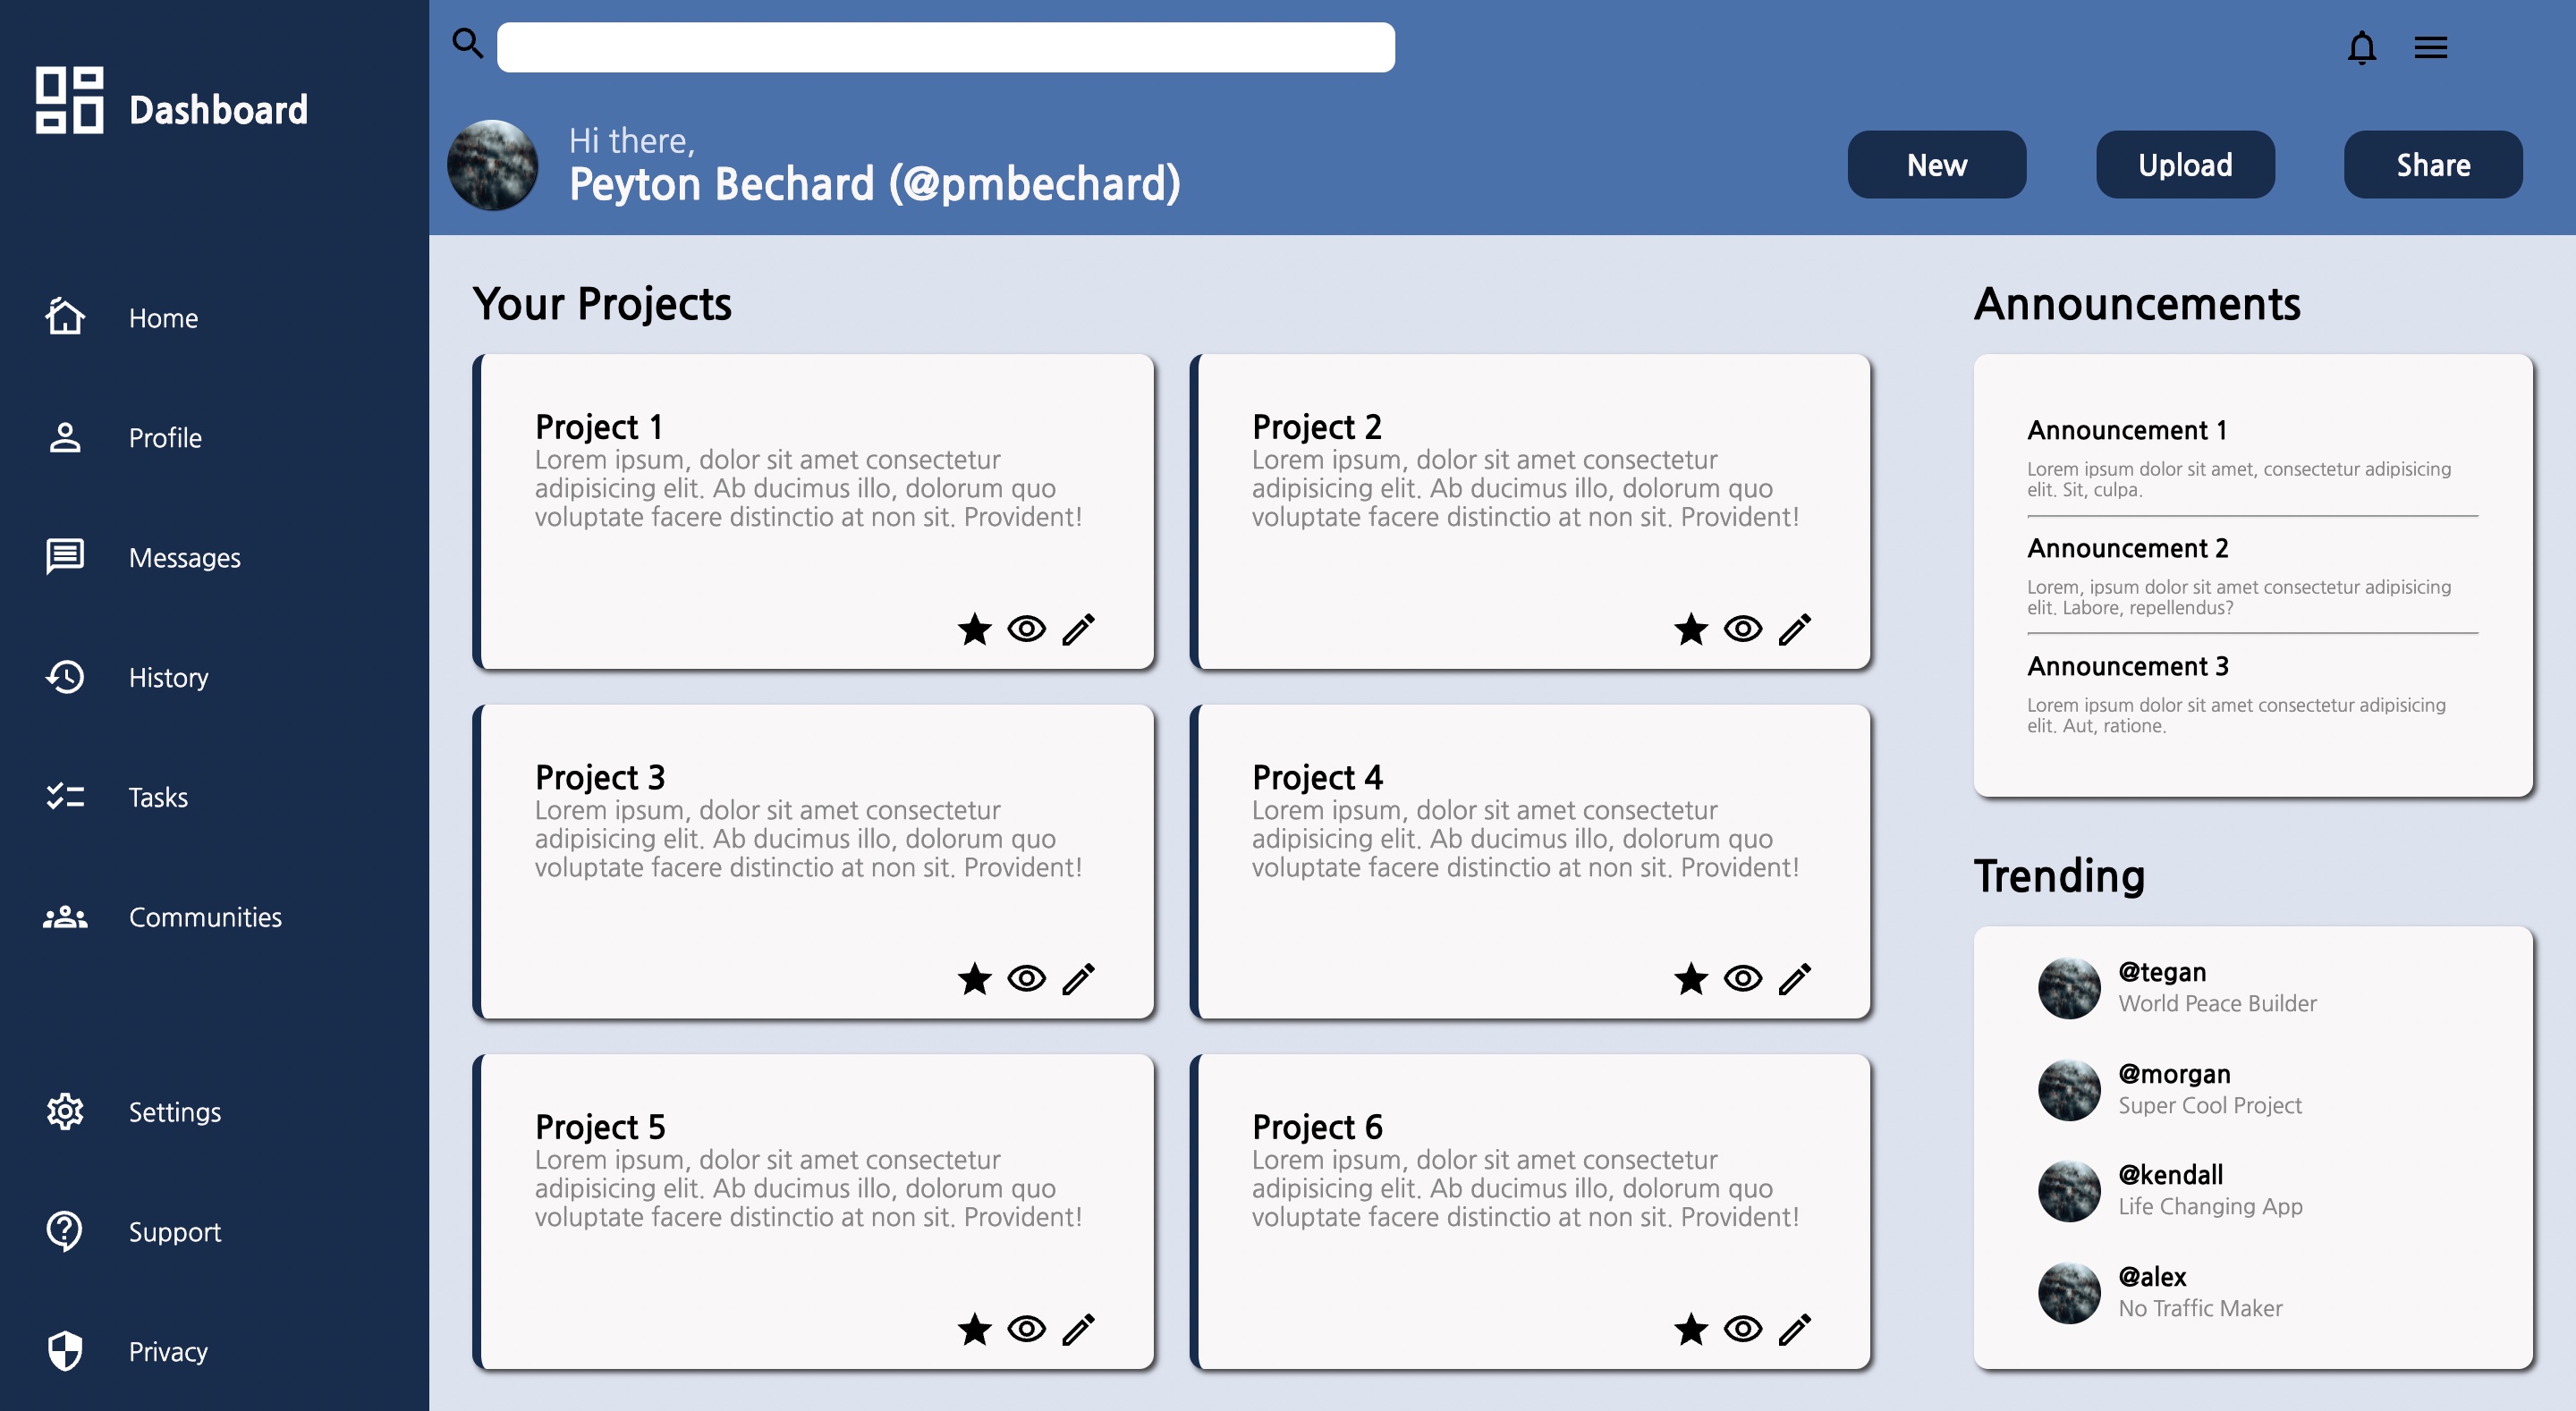 Dashboard
Home
Profile
Messages
History
Tasks
Communities
Settings
Support
Privacy
Hi there,
Peyton Bechard (@pmbechard)
New
Upload
Share
Your Projects
Project 1
Lorem ipsum, dolor sit amet consectetur
adipisicing elit. Ab ducimus illo, dolorum quo
voluptate facere distinctio at non sit. Provident!
Project 2
Lorem ipsum, dolor sit amet consectetur
adipisicing elit. Ab ducimus illo, dolorum quo
voluptate facere distinctio at non sit. Provident!
Project 3
Lorem ipsum, dolor sit amet consectetur
adipisicing elit. Ab ducimus illo, dolorum quo
voluptate facere distinctio at non sit. Provident!
Project 4
Lorem ipsum, dolor sit amet consectetur
adipisicing elit. Ab ducimus illo, dolorum quo
voluptate facere distinctio at non sit. Provident!
Project 5
Lorem ipsum, dolor sit amet consectetur
adipisicing elit. Ab ducimus illo, dolorum quo
voluptate facere distinctio at non sit. Provident!
Project 6
Lorem ipsum, dolor sit amet consectetur
adipisicing elit. Ab ducimus illo, dolorum quo
voluptate facere distinctio at non sit. Provident!
Announcements
Announcement 1
Lorem ipsum dolor sit amet, consectetur adipisicing
elit. Sit, culpa.
Announcement 2
Lorem, ipsum dolor sit amet consectetur adipisicing
elit. Labore, repellendus?
Announcement 3
Lorem ipsum dolor sit amet consectetur adipisicing
elit. Aut, ratione.
Trending
@tegan
World Peace Builder
@morgan
Super Cool Project
@kendall
Life Changing App
@alex
No Traffic Maker